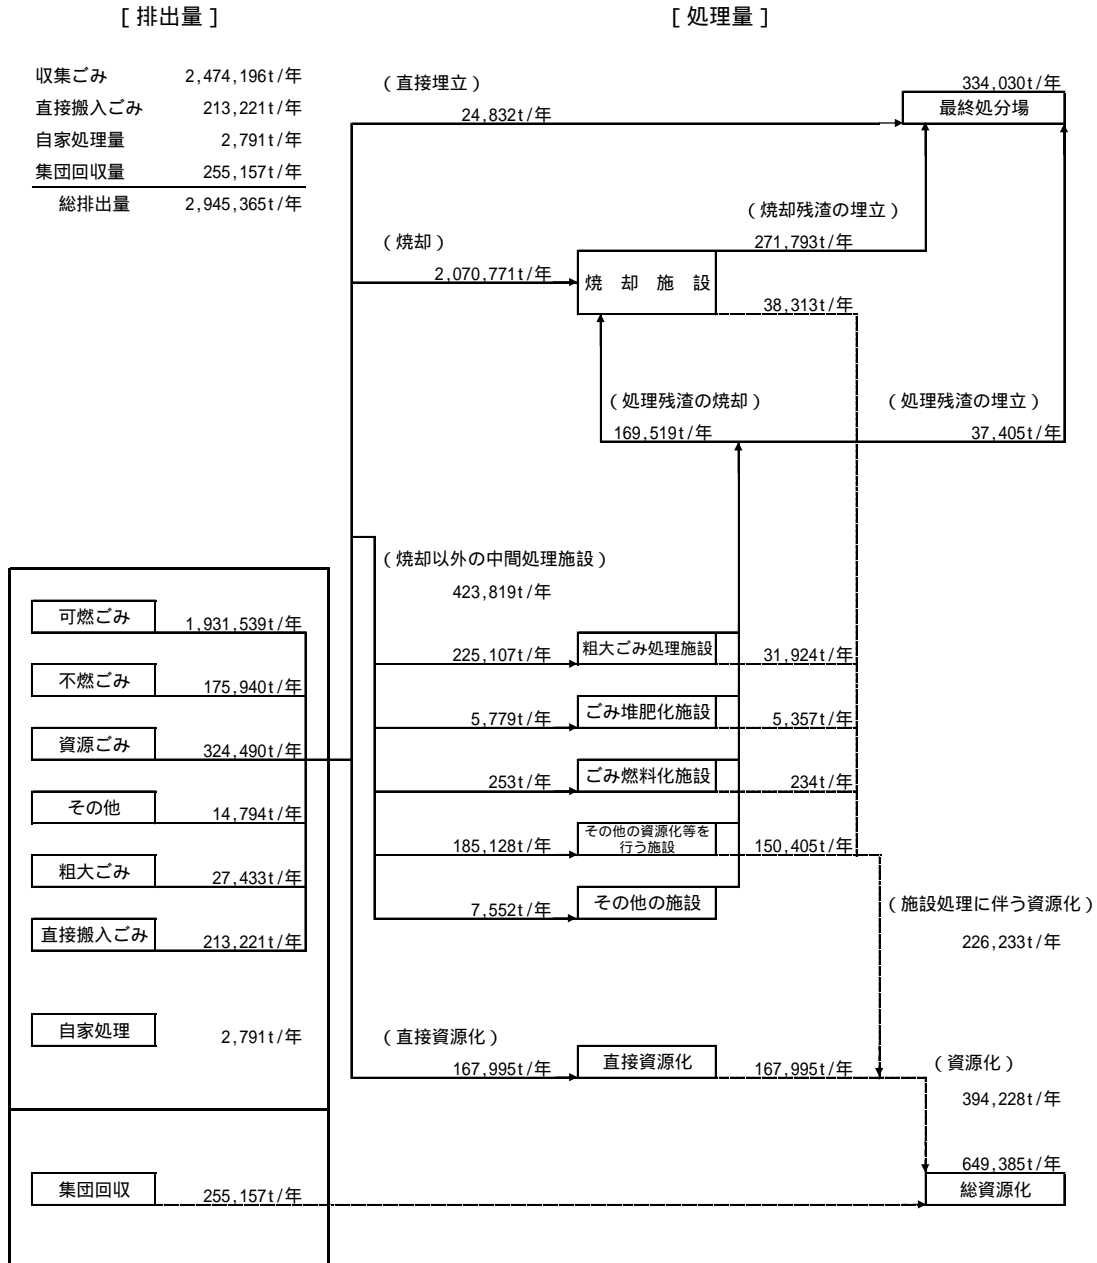 [ 排出量 ]
[ 処理量 ]
収集ごみ 2,474,196t/年
直接搬入ごみ 213,221t/年
自家処理量 2,791t/年
集団回収量 255,157t/年
総排出量 2,945,365t/年
(直接埋立)
24,832t/年
334,030t/年
最終処分場
(焼却残渣の埋立)
271,793t/年
(焼却)
2,070,771t/年
焼 却 施 設
38,313t/年
(処理残渣の焼却)
169,519t/年
(処理残渣の埋立)
37,405t/年
(焼却以外の中間処理施設)
423,819t/年
可燃ごみ 1,931,539t/年
不燃ごみ 175,940t/年
資源ごみ 324,490t/年
その他 14,794t/年
粗大ごみ 27,433t/年
直接搬入ごみ 213,221t/年
自家処理 2,791t/年
225,107t/年 粗大ごみ処理施設 31,924t/年
5,779t/年 ごみ堆肥化施設 5,357t/年
253t/年 ごみ燃料化施設 234t/年
185,128t/年
その他の資源化等を
行う施設
150,405t/年
7,552t/年 その他の施設
(施設処理に伴う資源化)
226,233t/年
(直接資源化)
167,995t/年 直接資源化 167,995t/年
(資源化)
394,228t/年
集団回収 255,157t/年
649,385t/年
総資源化